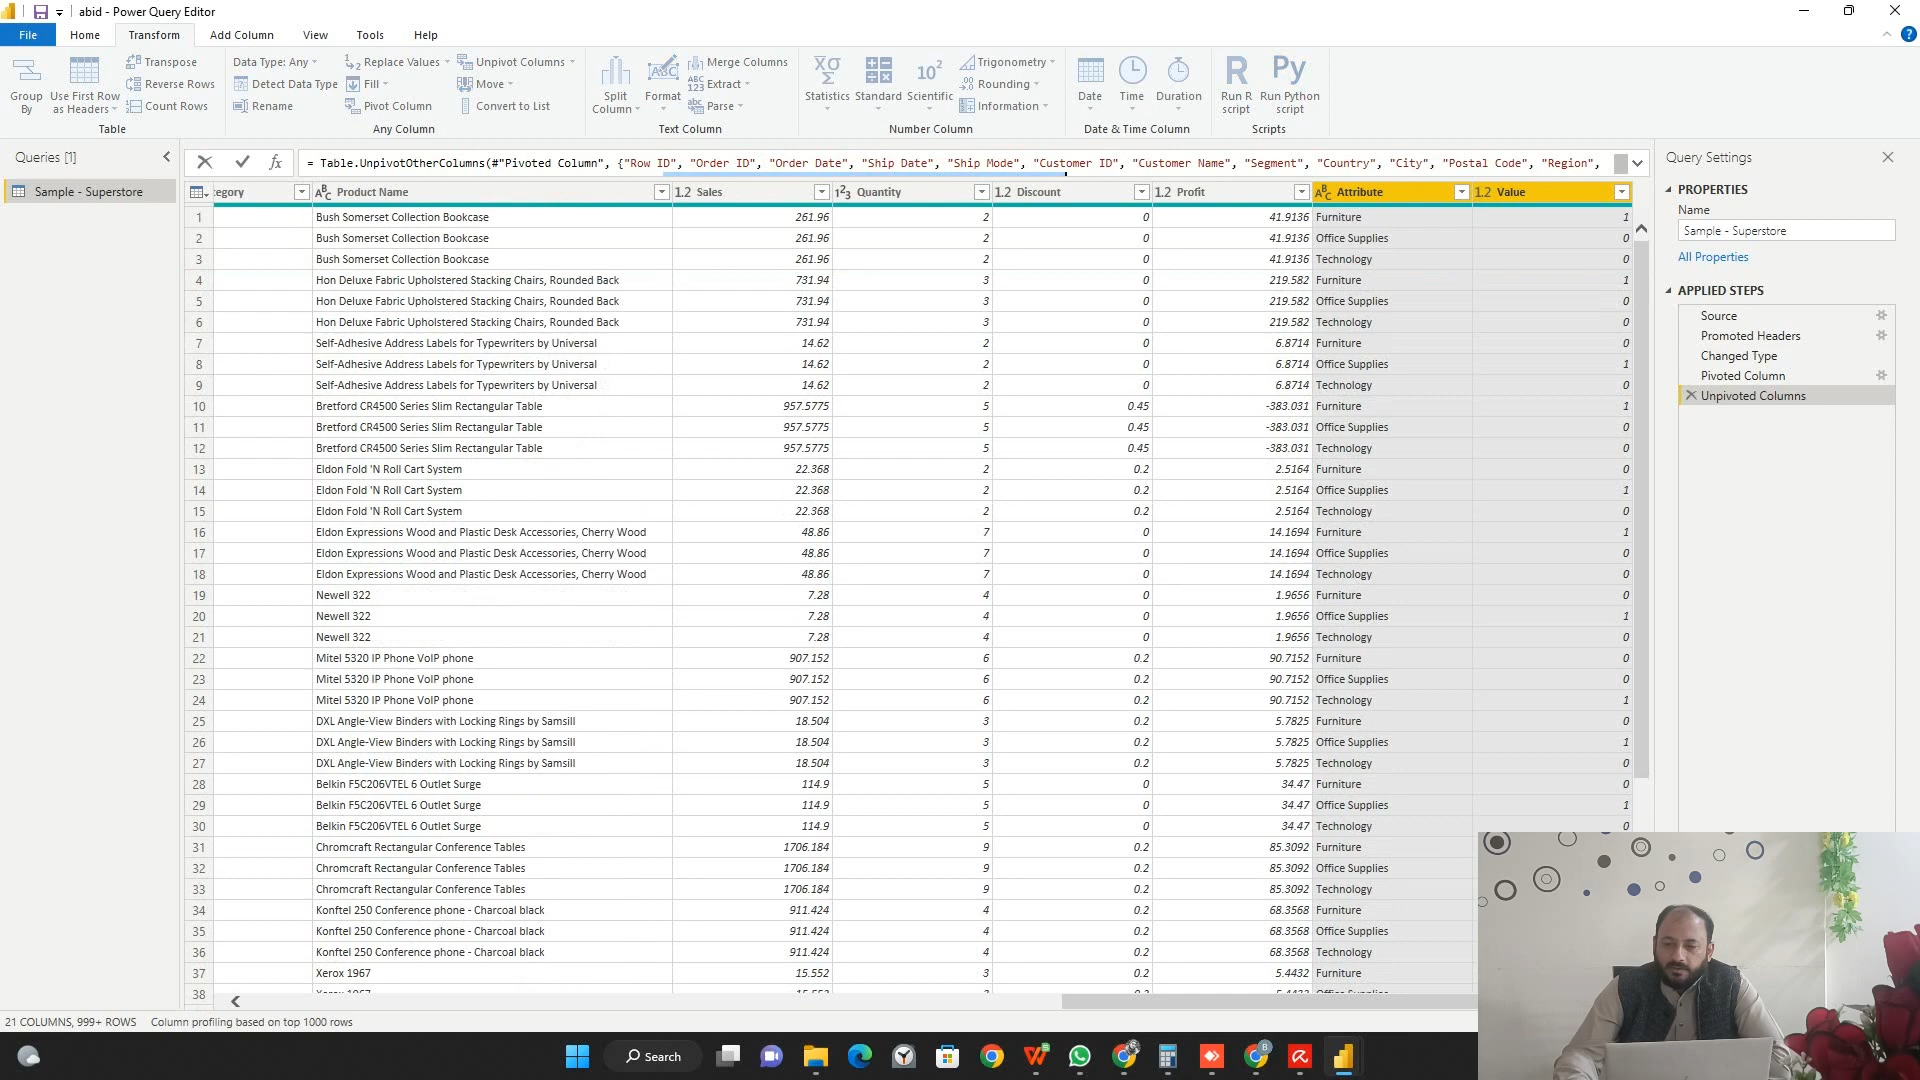 abid - Power Query Editor
File Home Transform Add Column View Tools Help
Group By
Use First Row as Headers
Transpose
Reverse Rows
Count Rows
Table
Data Type: Any
Detect Data Type
Rename
Replace Values
Fill
Pivot Column
Unpivot Columns
Move
Convert to List
Any Column
Split Column
Format
Merge Columns
Extract
Parse
Text Column
Statistics
Standard
Scientific
Trigonometry
Rounding
Information
Number Column
Date
Time
Duration
Date & Time Column
Run R script
Run Python script
Scripts
Queries [1]
Sample - Superstore
= Table.UnpivotOtherColumns(#"Pivoted Column", {"Row ID", "Order ID", "Order Date", "Ship Date", "Ship Mode", "Customer ID", "Customer Name", "Segment", "Country", "City", "Postal Code", "Region",
tegory Product Name 1.2 Sales 123 Quantity 1.2 Discount 1.2 Profit Attribute 1.2 Value
1 Bush Somerset Collection Bookcase 261.96 2 0 41.9136 Furniture 1
2 Bush Somerset Collection Bookcase 261.96 2 0 41.9136 Office Supplies 0
3 Bush Somerset Collection Bookcase 261.96 2 0 41.9136 Technology 0
4 Hon Deluxe Fabric Upholstered Stacking Chairs, Rounded Back 731.94 3 0 219.582 Furniture 1
5 Hon Deluxe Fabric Upholstered Stacking Chairs, Rounded Back 731.94 3 0 219.582 Office Supplies 0
6 Hon Deluxe Fabric Upholstered Stacking Chairs, Rounded Back 731.94 3 0 219.582 Technology 0
7 Self-Adhesive Address Labels for Typewriters by Universal 14.62 2 0 6.8714 Furniture 0
8 Self-Adhesive Address Labels for Typewriters by Universal 14.62 2 0 6.8714 Office Supplies 1
9 Self-Adhesive Address Labels for Typewriters by Universal 14.62 2 0 6.8714 Technology 0
10 Bretford CR4500 Series Slim Rectangular Table 957.5775 5 0.45 -383.031 Furniture 1
11 Bretford CR4500 Series Slim Rectangular Table 957.5775 5 0.45 -383.031 Office Supplies 0
12 Bretford CR4500 Series Slim Rectangular Table 957.5775 5 0.45 -383.031 Technology 0
13 Eldon Fold 'N Roll Cart System 22.368 2 0.2 2.5164 Furniture 0
14 Eldon Fold 'N Roll Cart System 22.368 2 0.2 2.5164 Office Supplies 1
15 Eldon Fold 'N Roll Cart System 22.368 2 0.2 2.5164 Technology 0
16 Eldon Expressions Wood and Plastic Desk Accessories, Cherry Wood 48.86 7 0 14.1694 Furniture 1
17 Eldon Expressions Wood and Plastic Desk Accessories, Cherry Wood 48.86 7 0 14.1694 Office Supplies 0
18 Eldon Expressions Wood and Plastic Desk Accessories, Cherry Wood 48.86 7 0 14.1694 Technology 0
19 Newell 322 7.28 4 0 1.9656 Furniture 0
20 Newell 322 7.28 4 0 1.9656 Office Supplies 1
21 Newell 322 7.28 4 0 1.9656 Technology 0
22 Mitel 5320 IP Phone VoIP phone 907.152 6 0.2 90.7152 Furniture 0
23 Mitel 5320 IP Phone VoIP phone 907.152 6 0.2 90.7152 Office Supplies 0
24 Mitel 5320 IP Phone VoIP phone 907.152 6 0.2 90.7152 Technology 1
25 DXL Angle-View Binders with Locking Rings by Samsill 18.504 3 0.2 5.7825 Furniture 0
26 DXL Angle-View Binders with Locking Rings by Samsill 18.504 3 0.2 5.7825 Office Supplies 1
27 DXL Angle-View Binders with Locking Rings by Samsill 18.504 3 0.2 5.7825 Technology 0
28 Belkin F5C206VTEL 6 Outlet Surge 114.9 5 0 34.47 Furniture 0
29 Belkin F5C206VTEL 6 Outlet Surge 114.9 5 0 34.47 Office Supplies 1
30 Belkin F5C206VTEL 6 Outlet Surge 114.9 5 0 34.47 Technology 0
31 Chromcraft Rectangular Conference Tables 1706.184 9 0.2 85.3092 Furniture
32 Chromcraft Rectangular Conference Tables 1706.184 9 0.2 85.3092 Office Supplies
33 Chromcraft Rectangular Conference Tables 1706.184 9 0.2 85.3092 Technology
34 Konftel 250 Conference phone - Charcoal black 911.424 4 0.2 68.3568 Furniture
35 Konftel 250 Conference phone - Charcoal black 911.424 4 0.2 68.3568 Office Supplies
36 Konftel 250 Conference phone - Charcoal black 911.424 4 0.2 68.3568 Technology
37 Xerox 1967 15.552 3 0.2 5.4432 Furniture
38
Query Settings
PROPERTIES
Name
Sample - Superstore
All Properties
APPLIED STEPS
Source
Promoted Headers
Changed Type
Pivoted Column
Unpivoted Columns
21 COLUMNS, 999+ ROWS Column profiling based on top 1000 rows
Search